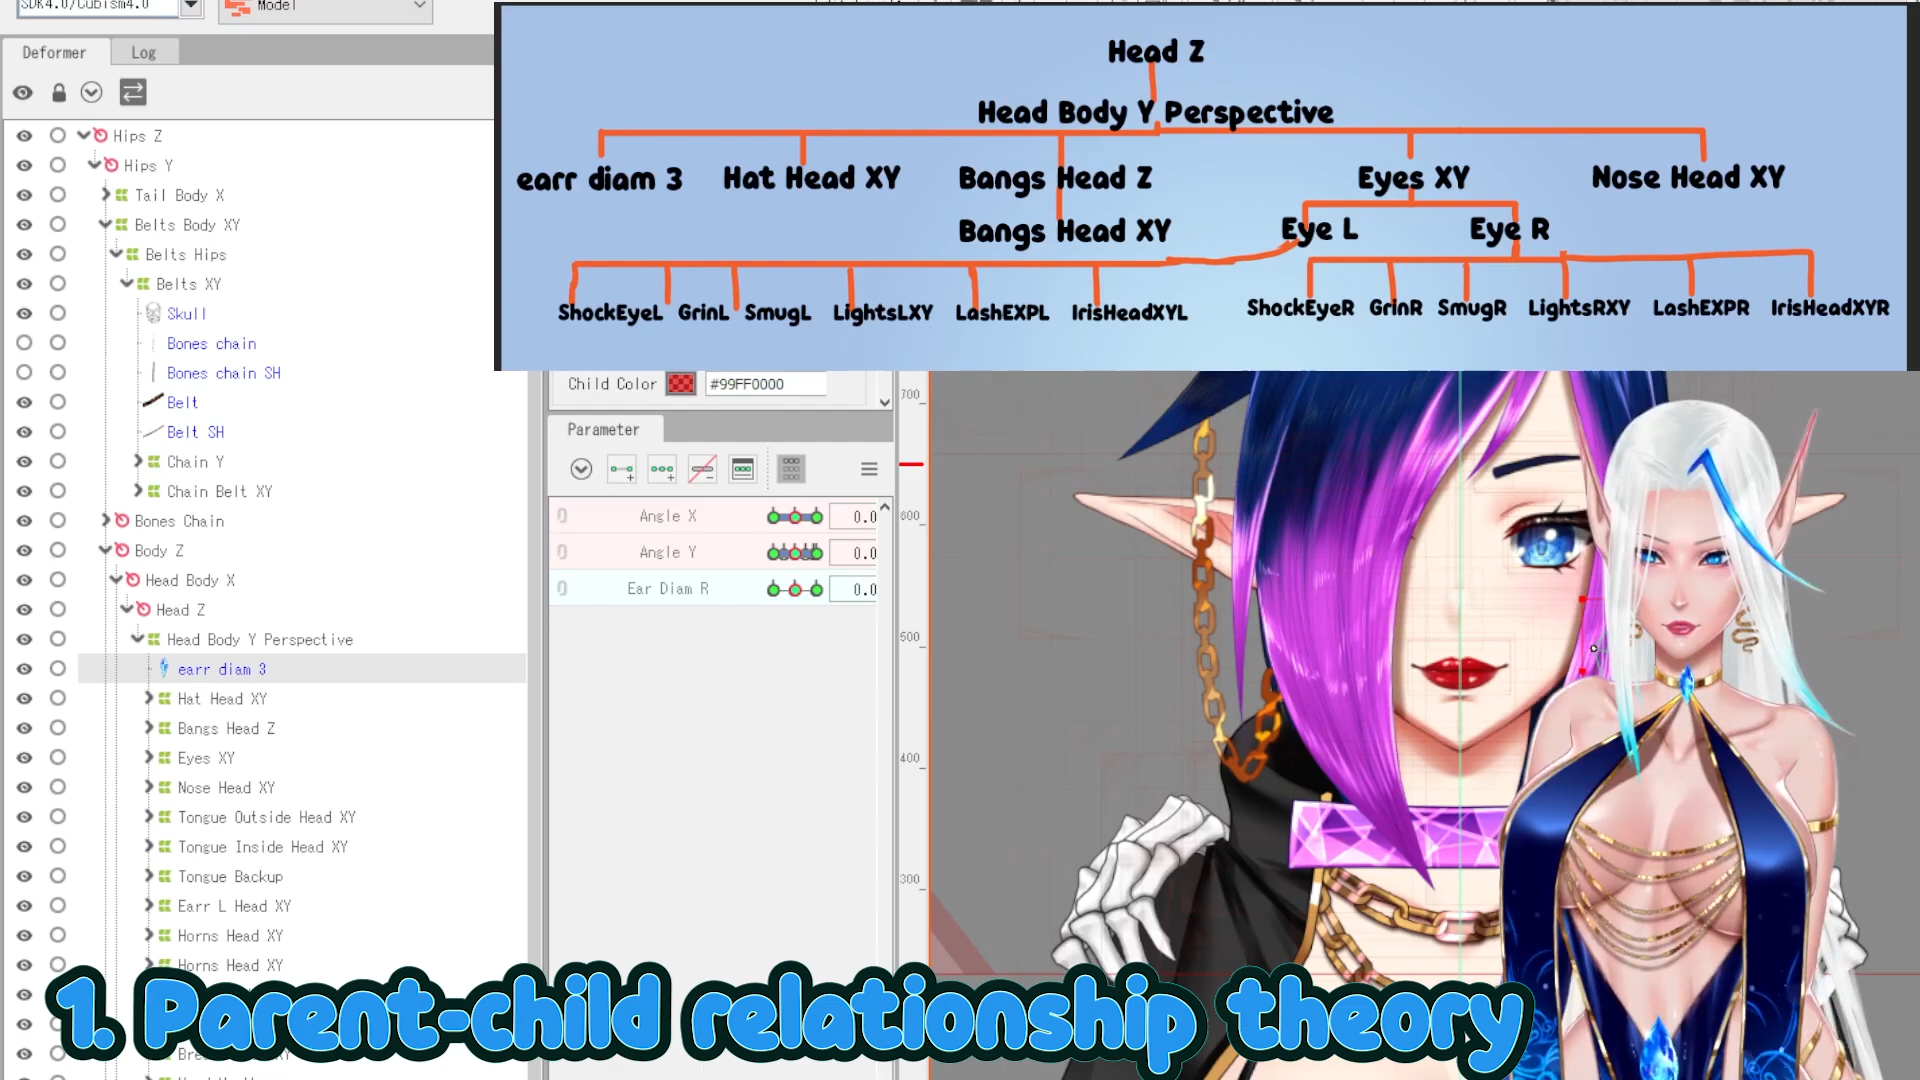 SDK4.0/Cubism4.0
Model
Deformer
Log
Hips Z
Hips Y
Tail Body X
Belts Body XY
Belts Hips
Belts XY
Skull
Bones chain
Bones chain SH
Belt
Belt SH
Chain Y
Chain Belt XY
Bones Chain
Body Z
Head Body X
Head Z
Head Body Y Perspective
earr diam 3
Hat Head XY
Bangs Head Z
Eyes XY
Nose Head XY
Tongue Outside Head XY
Tongue Inside Head XY
Tongue Backup
Earr L Head XY
Horns Head XY
Horns Head XY
Head Z
Head Body Y Perspective
earr diam 3 Hat Head XY Bangs Head Z Eyes XY Nose Head XY
Bangs Head XY Eye L Eye R
ShockEyeL GrinL SmugL LightsLXY LashEXPL IrisHeadXYL ShockEyeR GrinR SmugR LightsRXY LashEXPR IrisHeadXYR
Child Color #99FF0000
Parameter
Angle X 0.0
Angle Y 0.0
Ear Diam R 0.0
700
600
500
400
300
1. Parent-child relationship theory